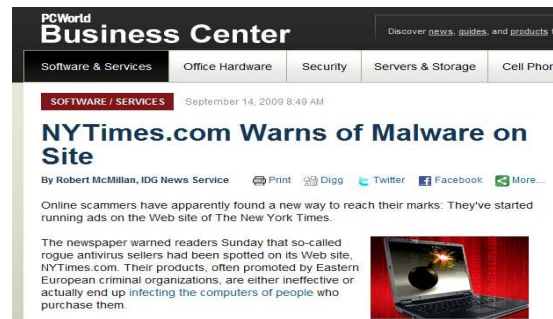 PCWorld
Business Center
Discover news, guides, and products
Software & Services Office Hardware Security Servers & Storage Cell Phon
SOFTWARE / SERVICES September 14, 2009 8:49 AM
NYTimes.com Warns of Malware on
Site
By Robert McMillan, IDG News Service Print Digg Twitter Facebook More...
Online scammers have apparently found a new way to reach their marks: They've started
running ads on the Web site of The New York Times.
The newspaper warned readers Sunday that so-called
rogue antivirus sellers had been spotted on its Web site,
NYTimes.com. Their products, often promoted by Eastern
European criminal organizations, are either ineffective or
actually end up infecting the computers of people who
purchase them.